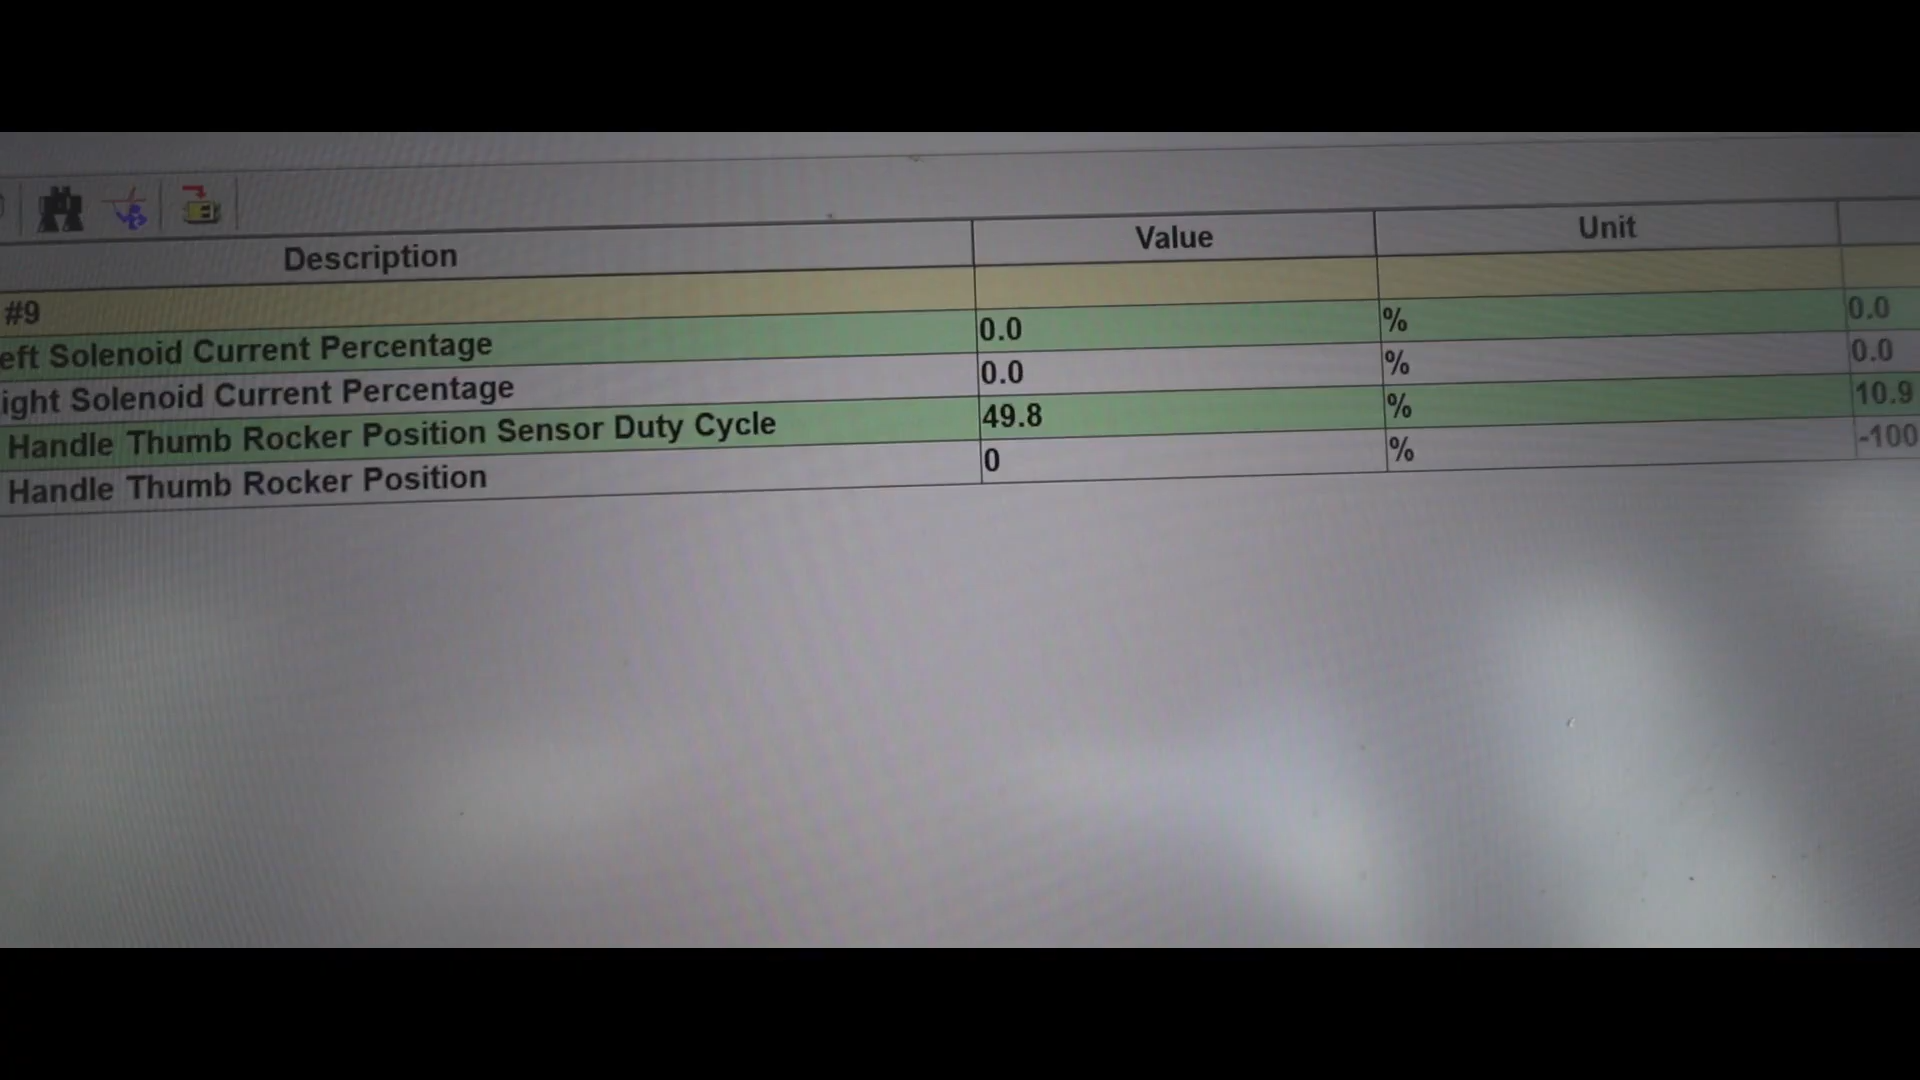 Description Value Unit
#9
eft Solenoid Current Percentage 0.0 % 0.0
ight Solenoid Current Percentage 0.0 % 0.0
Handle Thumb Rocker Position Sensor Duty Cycle 49.8 % 10.9
Handle Thumb Rocker Position 0 % -100